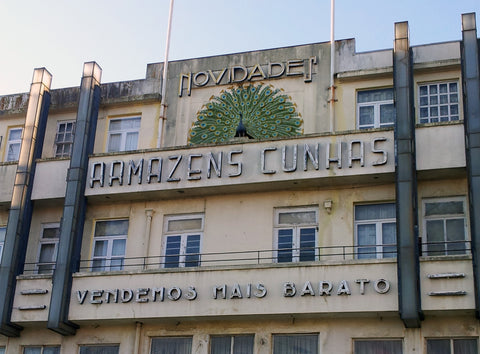 NOVIDADES
ARMAZENS CUNHAS
VENDEMOS MAIS BARATO